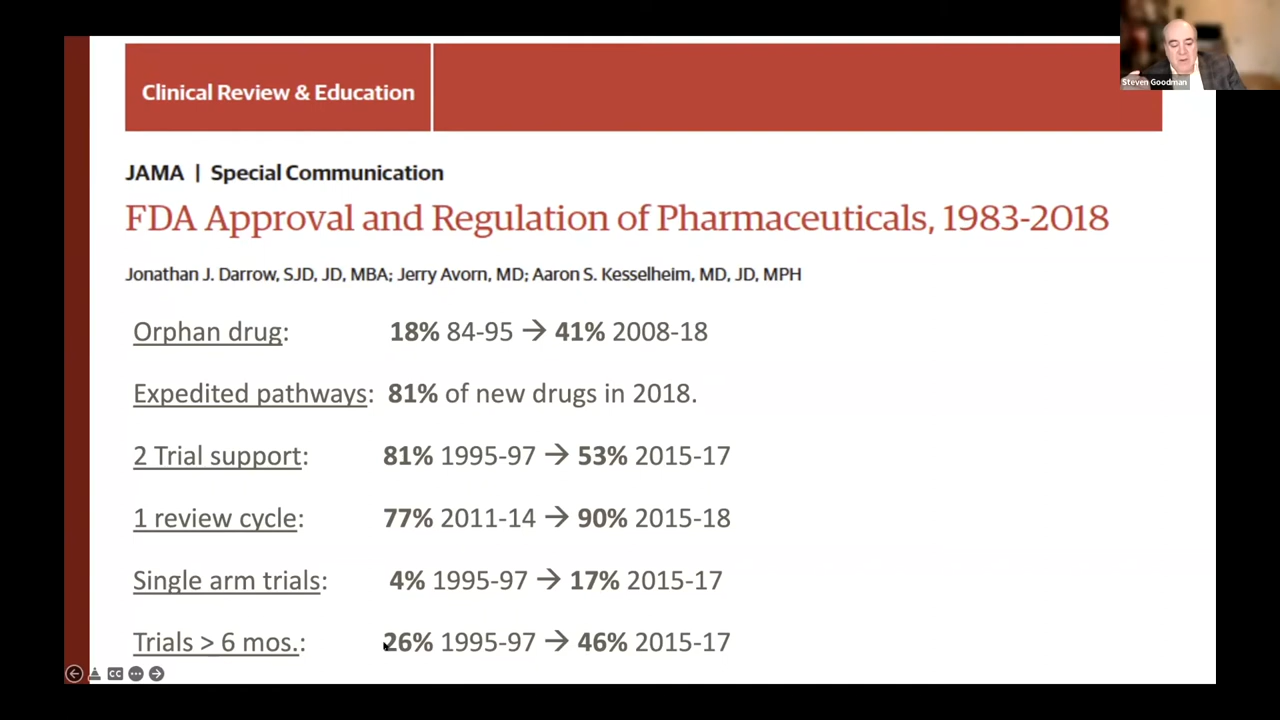 Steven Goodman
Clinical Review & Education
JAMA | Special Communication
FDA Approval and Regulation of Pharmaceuticals, 1983-2018
Jonathan J. Darrow, SJD, JD, MBA; Jerry Avorn, MD; Aaron S. Kesselheim, MD, JD, MPH
Orphan drug: 18% 84-95 → 41% 2008-18
Expedited pathways: 81% of new drugs in 2018.
2 Trial support: 81% 1995-97 → 53% 2015-17
1 review cycle: 77% 2011-14 → 90% 2015-18
Single arm trials: 4% 1995-97 → 17% 2015-17
Trials > 6 mos.: 26% 1995-97 → 46% 2015-17
CC